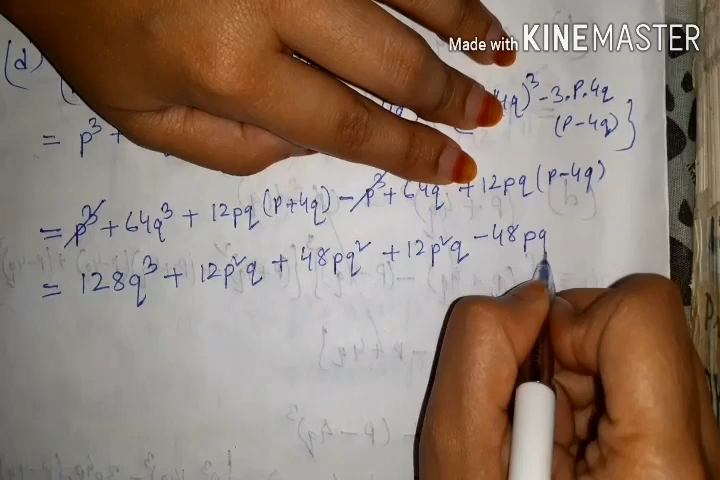 Made with KINEMASTER
(d)
4q)³ - 3.P.4q
= p³ + (p-4q)}
= p³ + 64q³ + 12pq (p+4q) - p³ + 64q + 12pq (p-4q)
= 128q³ + 12p²q + 48pq² + 12p²q - 48pq